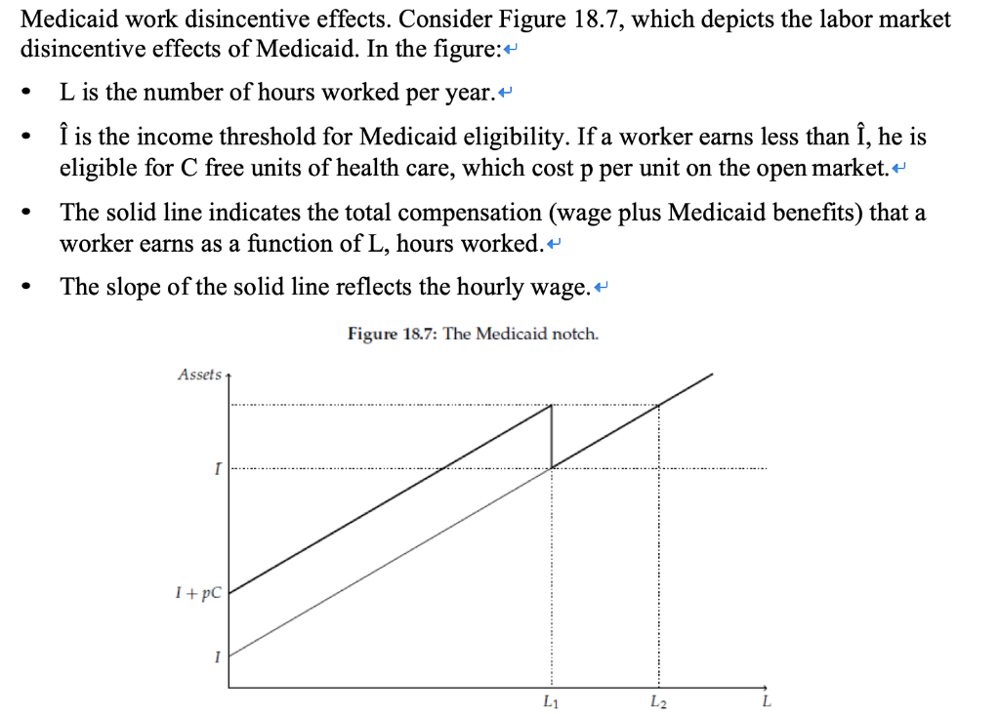 Medicaid work disincentive effects. Consider Figure 18.7, which depicts the labor market
disincentive effects of Medicaid. In the figure:↵
• L is the number of hours worked per year.↵
• Î is the income threshold for Medicaid eligibility. If a worker earns less than Î, he is
eligible for C free units of health care, which cost p per unit on the open market.↵
• The solid line indicates the total compensation (wage plus Medicaid benefits) that a
worker earns as a function of L, hours worked.↵
• The slope of the solid line reflects the hourly wage.↵
Figure 18.7: The Medicaid notch.
Assets
Ī
I + pC
I
L₁ L₂ L